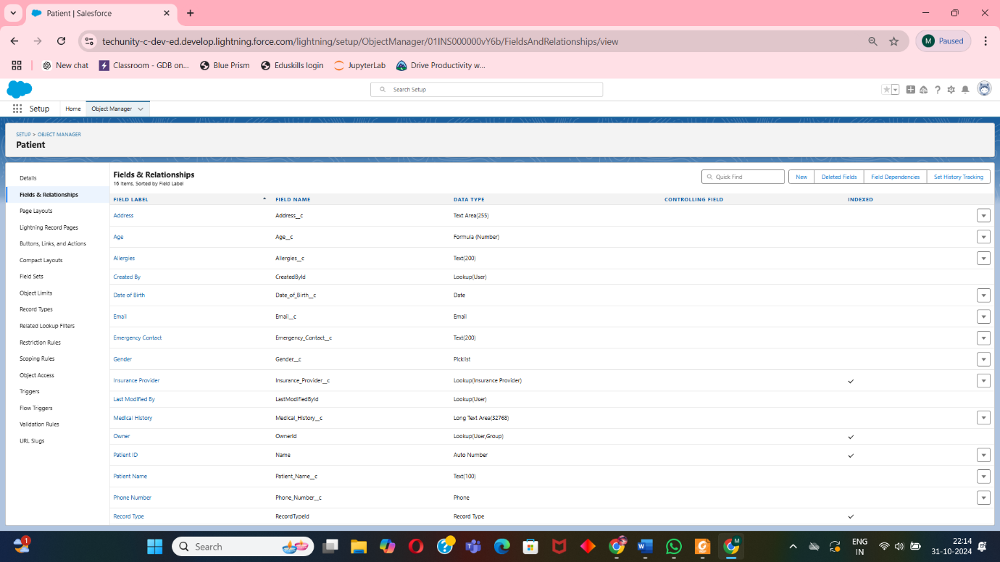 Patient | Salesforce
techunity-c-dev-ed.develop.lightning.force.com/lightning/setup/ObjectManager/01INS000000vY6b/FieldsAndRelationships/view
M Paused
New chat Classroom - GDB on... Blue Prism Eduskills login JupyterLab Drive Productivity w...
Search Setup
Setup Home Object Manager
SETUP > OBJECT MANAGER
Patient
Details
Fields & Relationships
Page Layouts
Lightning Record Pages
Buttons, Links, and Actions
Compact Layouts
Field Sets
Object Limits
Record Types
Related Lookup Filters
Restriction Rules
Scoping Rules
Object Access
Triggers
Flow Triggers
Validation Rules
URL Slugs
Fields & Relationships
16 Items, Sorted by Field Label
Quick Find New Deleted Fields Field Dependencies Set History Tracking
FIELD LABEL FIELD NAME DATA TYPE CONTROLLING FIELD INDEXED
Address Address__c Text Area(255)
Age Age__c Formula (Number)
Allergies Allergies__c Text(200)
Created By CreatedById Lookup(User)
Date of Birth Date_of_Birth__c Date
Email Email__c Email
Emergency Contact Emergency_Contact__c Text(200)
Gender Gender__c Picklist
Insurance Provider Insurance_Provider__c Lookup(Insurance Provider)
Last Modified By LastModifiedById Lookup(User)
Medical History Medical_History__c Long Text Area(32768)
Owner OwnerId Lookup(User,Group)
Patient ID Name Auto Number
Patient Name Patient_Name__c Text(100)
Phone Number Phone_Number__c Phone
Record Type RecordTypeId Record Type
1
Search
M
ENG
IN
22:14
31-10-2024